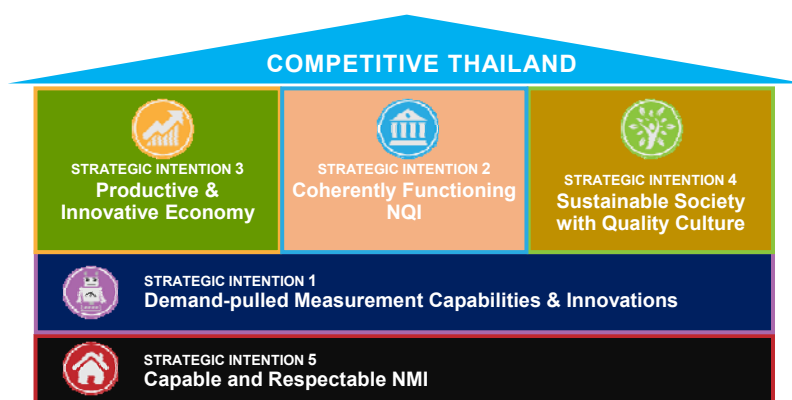 COMPETITIVE THAILAND
STRATEGIC INTENTION 3
Productive &
Innovative Economy
STRATEGIC INTENTION 2
Coherently Functioning
NQI
STRATEGIC INTENTION 4
Sustainable Society
with Quality Culture
STRATEGIC INTENTION 1
Demand-pulled Measurement Capabilities & Innovations
STRATEGIC INTENTION 5
Capable and Respectable NMI